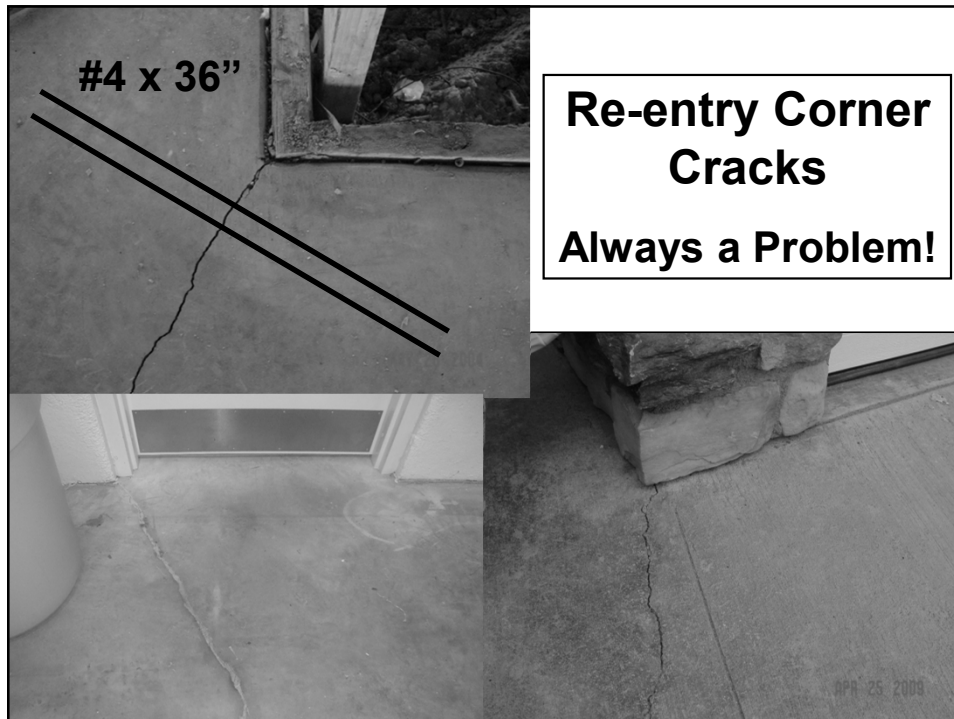 #4 x 36”
Re-entry Corner
Cracks
Always a Problem!
APR 25 2009